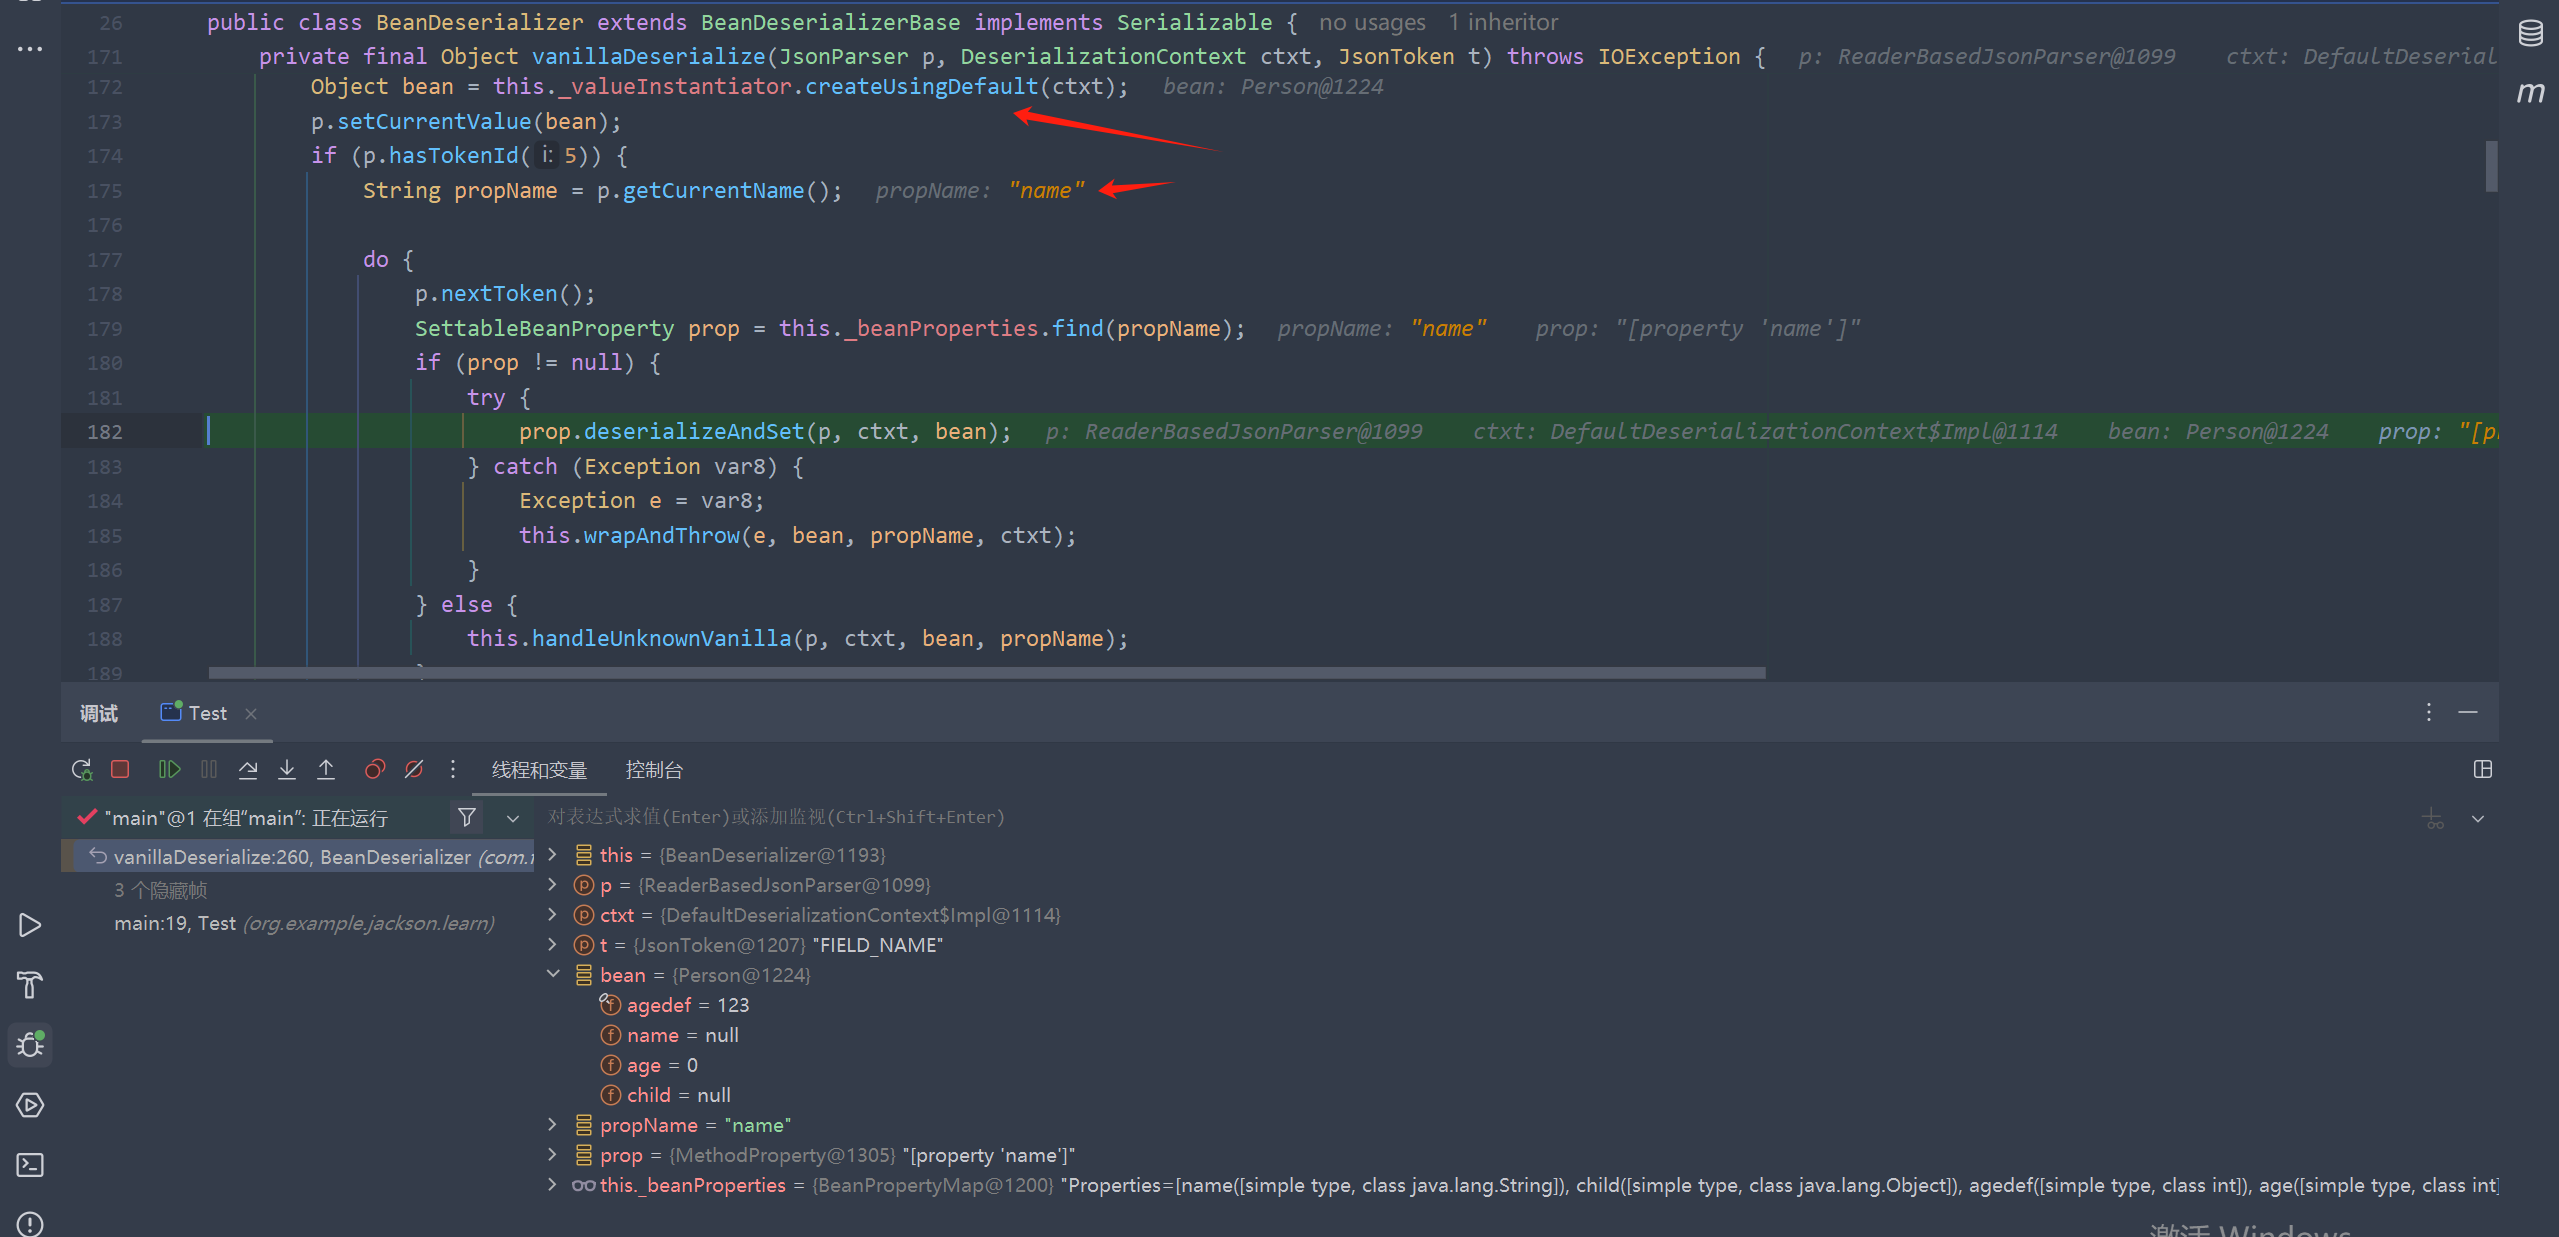 26 public class BeanDeserializer extends BeanDeserializerBase implements Serializable { no usages 1 inheritor
171 private final Object vanillaDeserialize(JsonParser p, DeserializationContext ctxt, JsonToken t) throws IOException { p: ReaderBasedJsonParser@1099 ctxt: DefaultDeserial
172 Object bean = this._valueInstantiator.createUsingDefault(ctxt); bean: Person@1224
173 p.setCurrentValue(bean);
174 if (p.hasTokenId( i: 5)) {
175 String propName = p.getCurrentName(); propName: "name"
176
177 do {
178 p.nextToken();
179 SettableBeanProperty prop = this._beanProperties.find(propName); propName: "name" prop: "[property 'name']"
180 if (prop != null) {
181 try {
182 prop.deserializeAndSet(p, ctxt, bean); p: ReaderBasedJsonParser@1099 ctxt: DefaultDeserializationContext$Impl@1114 bean: Person@1224 prop: "[p
183 } catch (Exception var8) {
184 Exception e = var8;
185 this.wrapAndThrow(e, bean, propName, ctxt);
186 }
187 } else {
188 this.handleUnknownVanilla(p, ctxt, bean, propName);
189
m
调试 Test
线程和变量 控制台
"main"@1 在组“main”: 正在运行
对表达式求值(Enter)或添加监视(Ctrl+Shift+Enter)
vanillaDeserialize:260, BeanDeserializer (com.f
3 个隐藏帧
main:19, Test (org.example.jackson.learn)
this = {BeanDeserializer@1193}
p = {ReaderBasedJsonParser@1099}
ctxt = {DefaultDeserializationContext$Impl@1114}
t = {JsonToken@1207} "FIELD_NAME"
bean = {Person@1224}
agedef = 123
name = null
age = 0
child = null
propName = "name"
prop = {MethodProperty@1305} "[property 'name']"
this._beanProperties = {BeanPropertyMap@1200} "Properties=[name([simple type, class java.lang.String]), child([simple type, class java.lang.Object]), agedef([simple type, class int]), age([simple type, class int]
激活 Windows